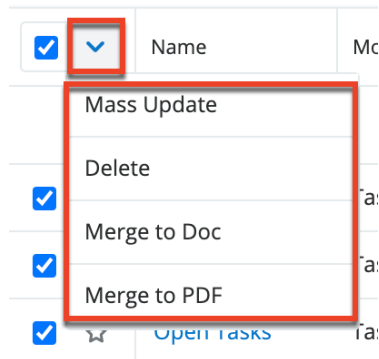 Name
Mass Update
Delete
Merge to Doc
Merge to PDF
Open Tasks